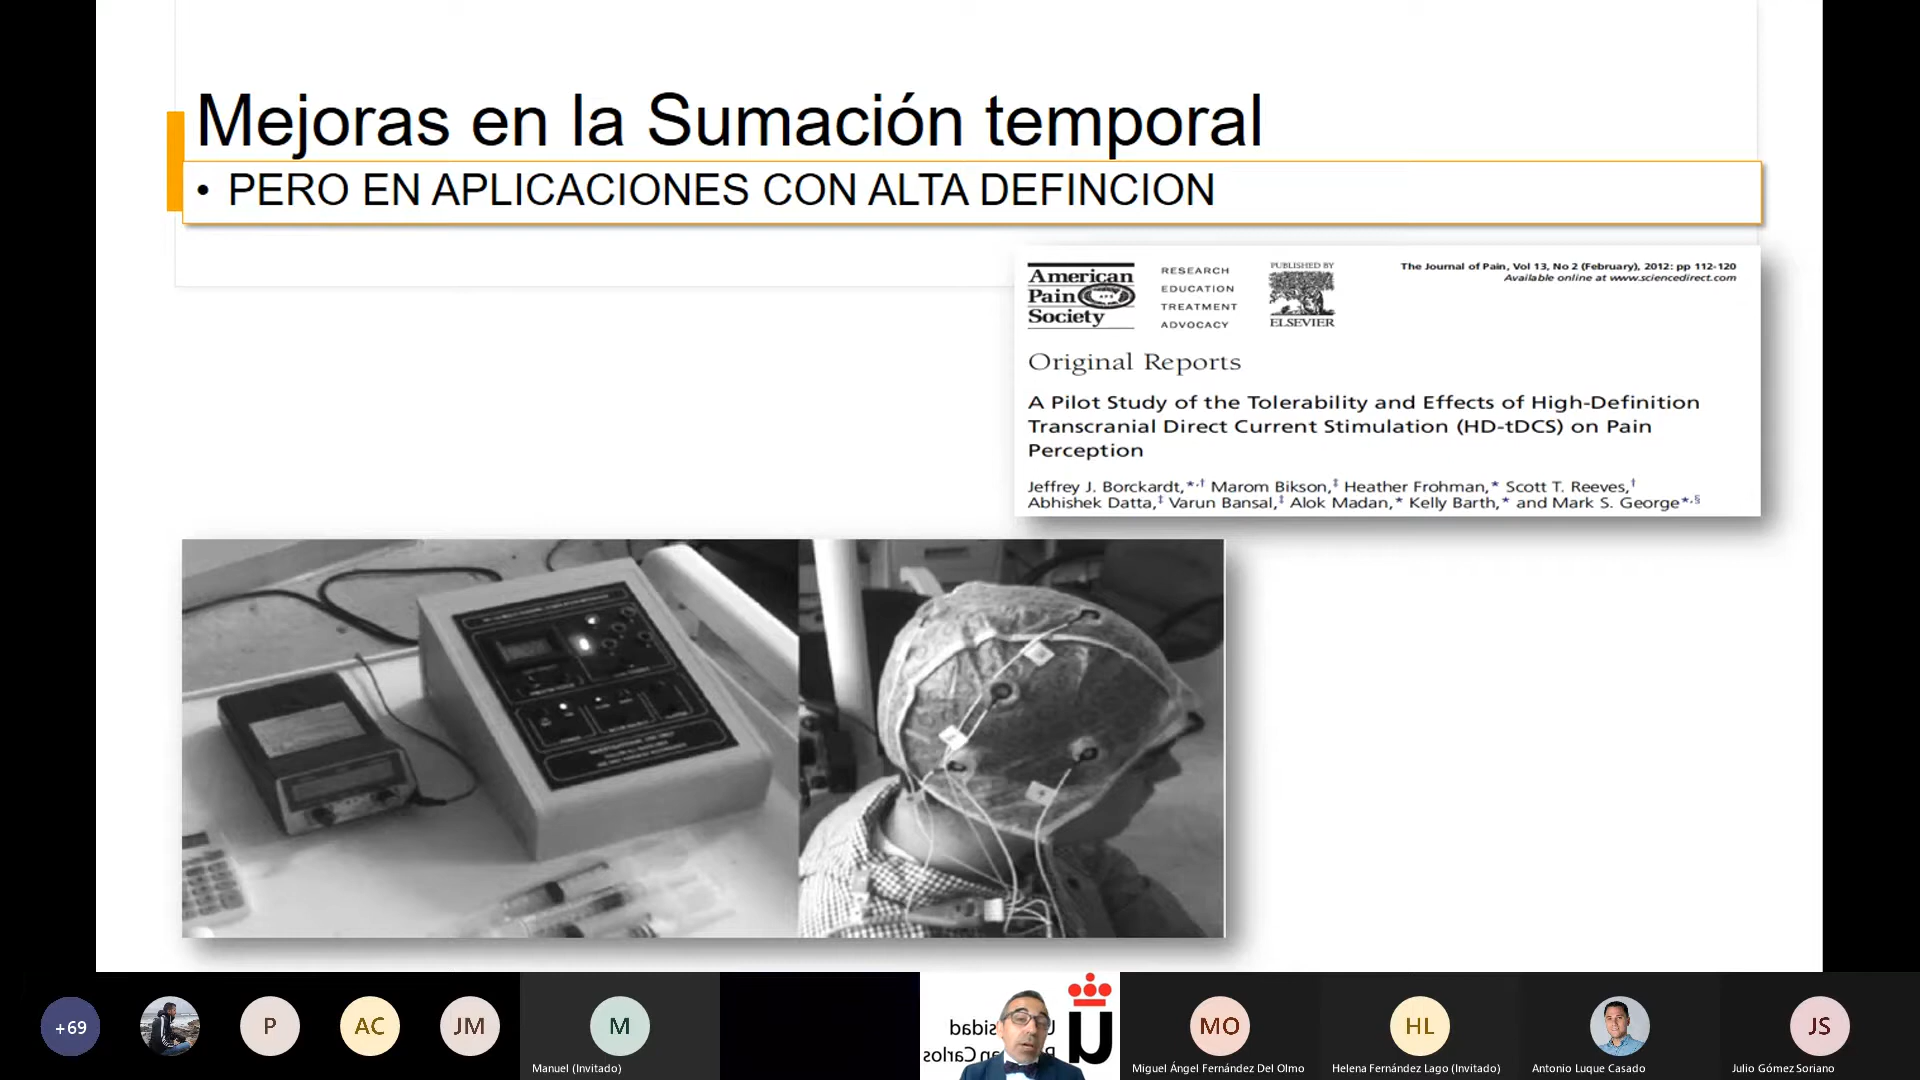 Mejoras en la Sumación temporal
• PERO EN APLICACIONES CON ALTA DEFINCION
American
Pain
Society
RESEARCH
EDUCATION
TREATMENT
ADVOCACY
PUBLISHED BY
ELSEVIER
The Journal of Pain, Vol 13, No 2 (February), 2012: pp 112-120
Available online at www.sciencedirect.com
Original Reports
A Pilot Study of the Tolerability and Effects of High-Definition
Transcranial Direct Current Stimulation (HD-tDCS) on Pain
Perception
Jeffrey J. Borckardt,*,† Marom Bikson,‡ Heather Frohman,* Scott T. Reeves,†
Abhishek Datta,‡ Varun Bansal,‡ Alok Madan,* Kelly Barth,* and Mark S. George*,§
+69
P
AC
JM
M
Manuel (Invitado)
MO
Miguel Ángel Fernández Del Olmo
HL
Helena Fernández Lago (Invitado)
Antonio Luque Casado
JS
Julio Gómez Soriano